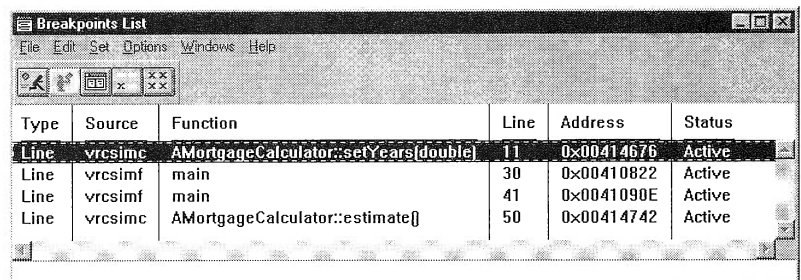 Breakpoints List
File Edit Set Options Windows Help
Type Source Function Line Address Status
Line vrcsimc AMortgageCalculator::setYears(double) 11 0x00414676 Active
Line vrcsimf main 30 0x00410822 Active
Line vrcsimf main 41 0x0041090E Active
Line vrcsimc AMortgageCalculator::estimate() 50 0x00414742 Active